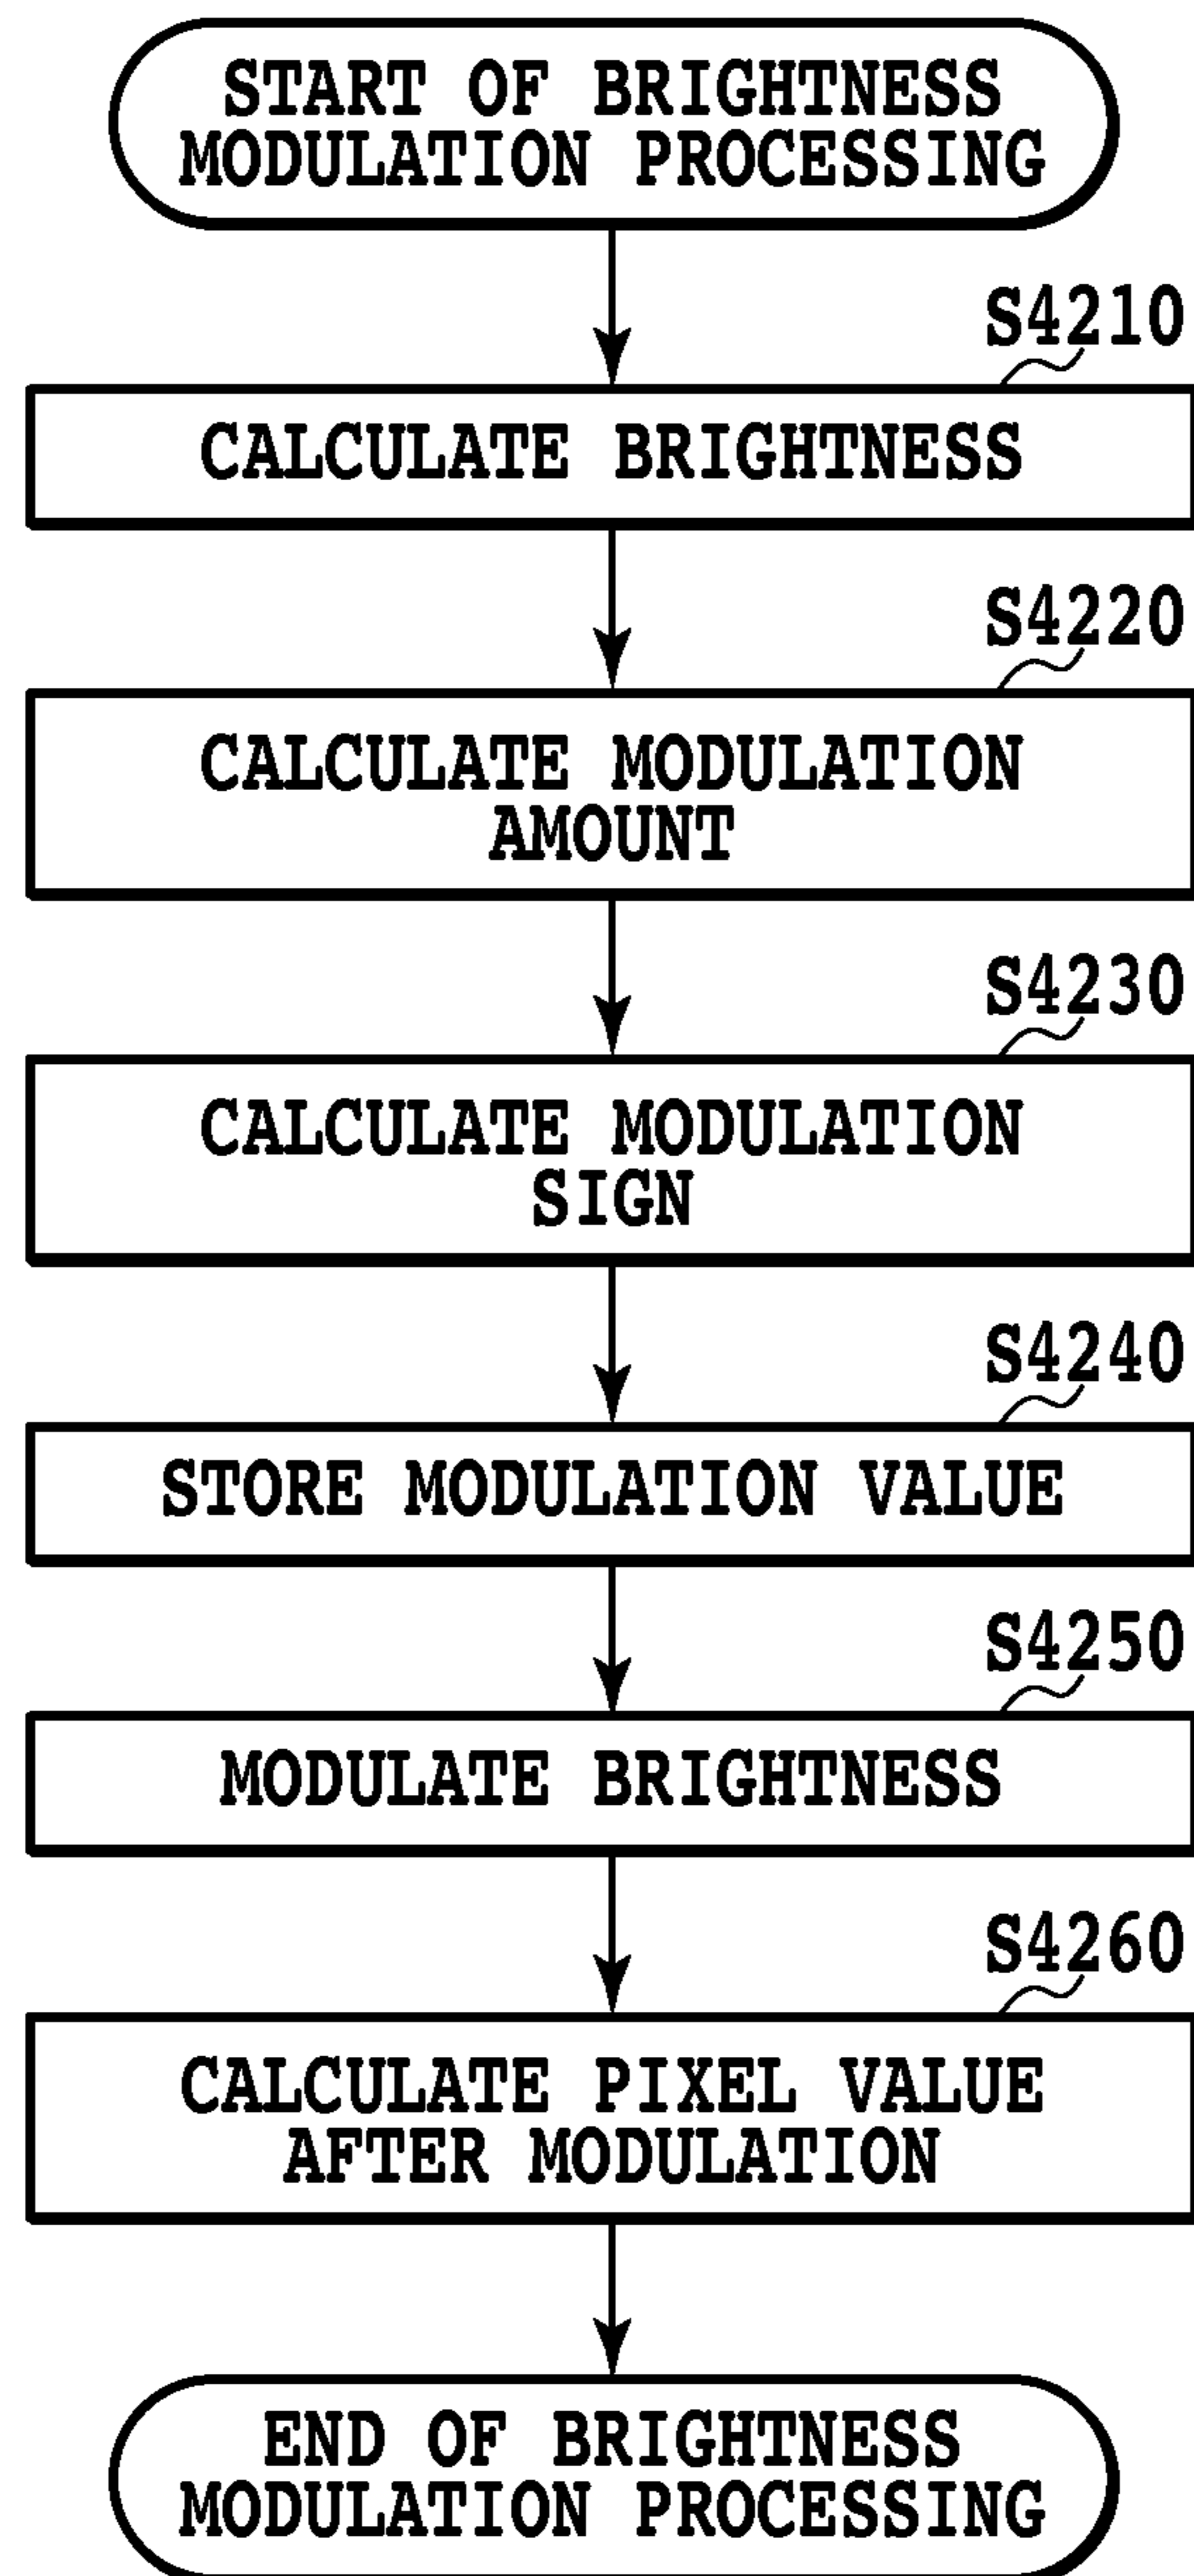 START OF BRIGHTNESS
MODULATION PROCESSING
S4210
CALCULATE BRIGHTNESS
S4220
CALCULATE MODULATION
AMOUNT
S4230
CALCULATE MODULATION
SIGN
S4240
STORE MODULATION VALUE
S4250
MODULATE BRIGHTNESS
S4260
CALCULATE PIXEL VALUE
AFTER MODULATION
END OF BRIGHTNESS
MODULATION PROCESSING